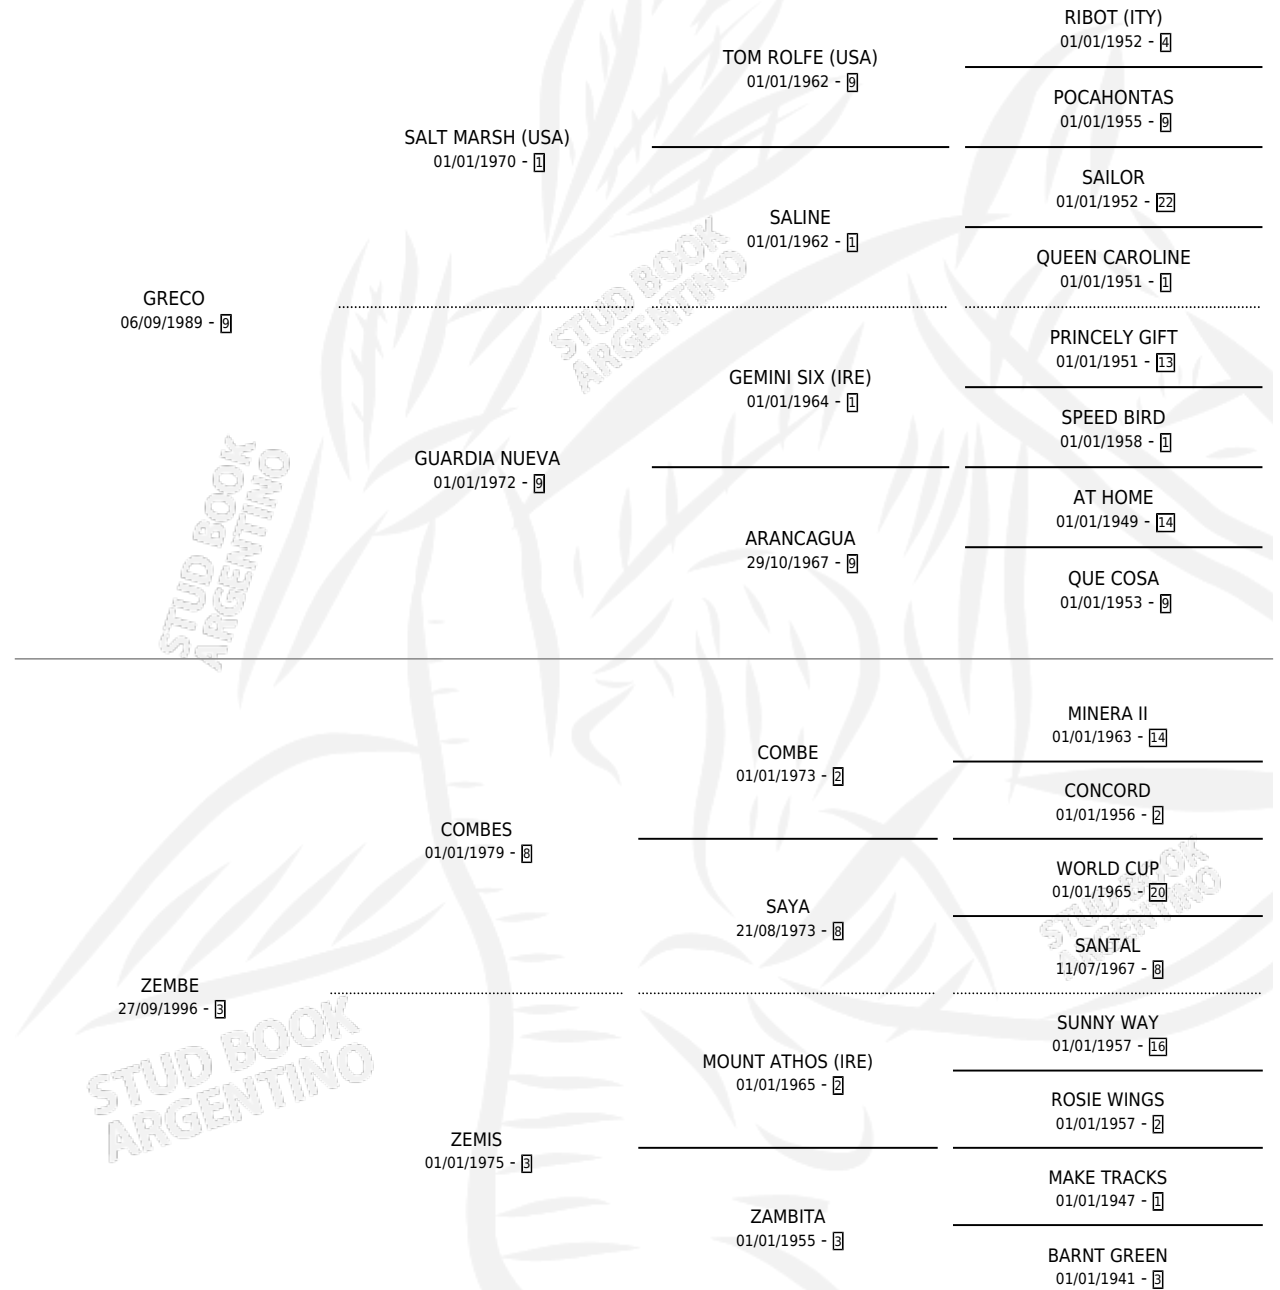 RIBOT (ITY)
01/01/1952 - 4
TOM ROLFE (USA)
01/01/1962 - 9
POCAHONTAS
01/01/1955 - 9
SALT MARSH (USA)
01/01/1970 - 1
SAILOR
01/01/1952 - 22
SALINE
01/01/1962 - 1
QUEEN CAROLINE
01/01/1951 - 1
GRECO
06/09/1989 - 9
PRINCELY GIFT
01/01/1951 - 13
GEMINI SIX (IRE)
01/01/1964 - 1
SPEED BIRD
01/01/1958 - 1
GUARDIA NUEVA
01/01/1972 - 9
AT HOME
01/01/1949 - 14
ARANCAGUA
29/10/1967 - 9
QUE COSA
01/01/1953 - 9
MINERA II
01/01/1963 - 14
COMBE
01/01/1973 - 2
CONCORD
01/01/1956 - 2
COMBES
01/01/1979 - 8
WORLD CUP
01/01/1965 - 20
SAYA
21/08/1973 - 8
SANTAL
11/07/1967 - 8
ZEMBE
27/09/1996 - 3
SUNNY WAY
01/01/1957 - 16
MOUNT ATHOS (IRE)
01/01/1965 - 2
ROSIE WINGS
01/01/1957 - 2
ZEMIS
01/01/1975 - 3
MAKE TRACKS
01/01/1947 - 1
ZAMBITA
01/01/1955 - 3
BARNT GREEN
01/01/1941 - 3
STUD BOOK
ARGENTINO
STUD BOOK
ARGENTINO
STUD BOOK
ARGENTINO
STUD BOOK
ARGENTINO